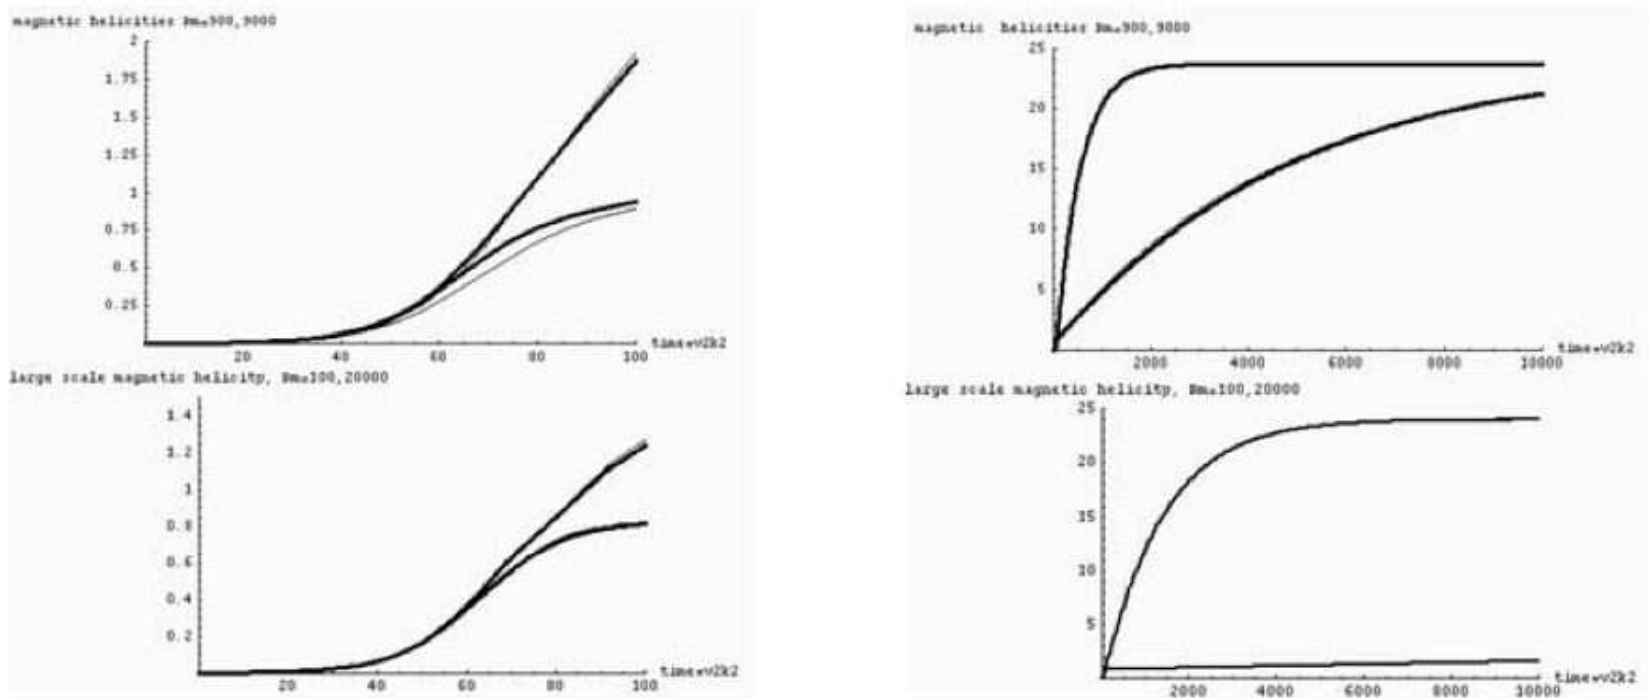 magnetic helicities Rm=900,9000
2
1.75
1.5
1.25
1
0.75
0.5
0.25
20 40 60 80 100
time*v2k2
magnetic helicities Rm=900,9000
25
20
15
10
5
2000 4000 6000 8000 10000
time*v2k2
large scale magnetic helicity, Rm=100,20000
1.4
1.2
1
0.8
0.6
0.4
0.2
20 40 60 80 100
time*v2k2
large scale magnetic helicity, Rm=100,20000
25
20
15
10
5
2000 4000 6000 8000 10000
time*v2k2